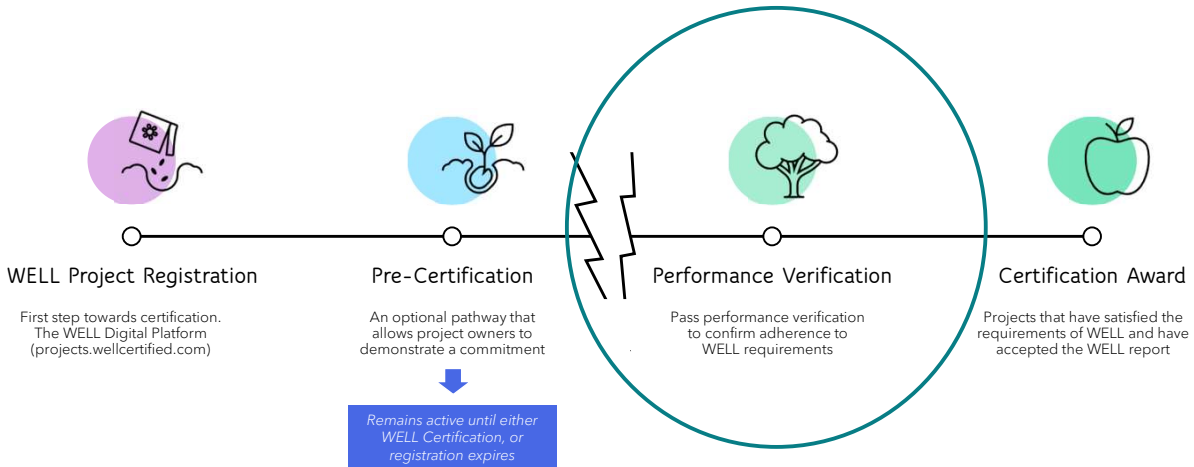 WELL Project Registration
First step towards certification.
The WELL Digital Platform
(projects.wellcertified.com)
Pre-Certification
An optional pathway that
allows project owners to
demonstrate a commitment
Remains active until either
WELL Certification, or
registration expires
Performance Verification
Pass performance verification
to confirm adherence to
WELL requirements
.
Certification Award
Projects that have satisfied the
requirements of WELL and have
accepted the WELL report